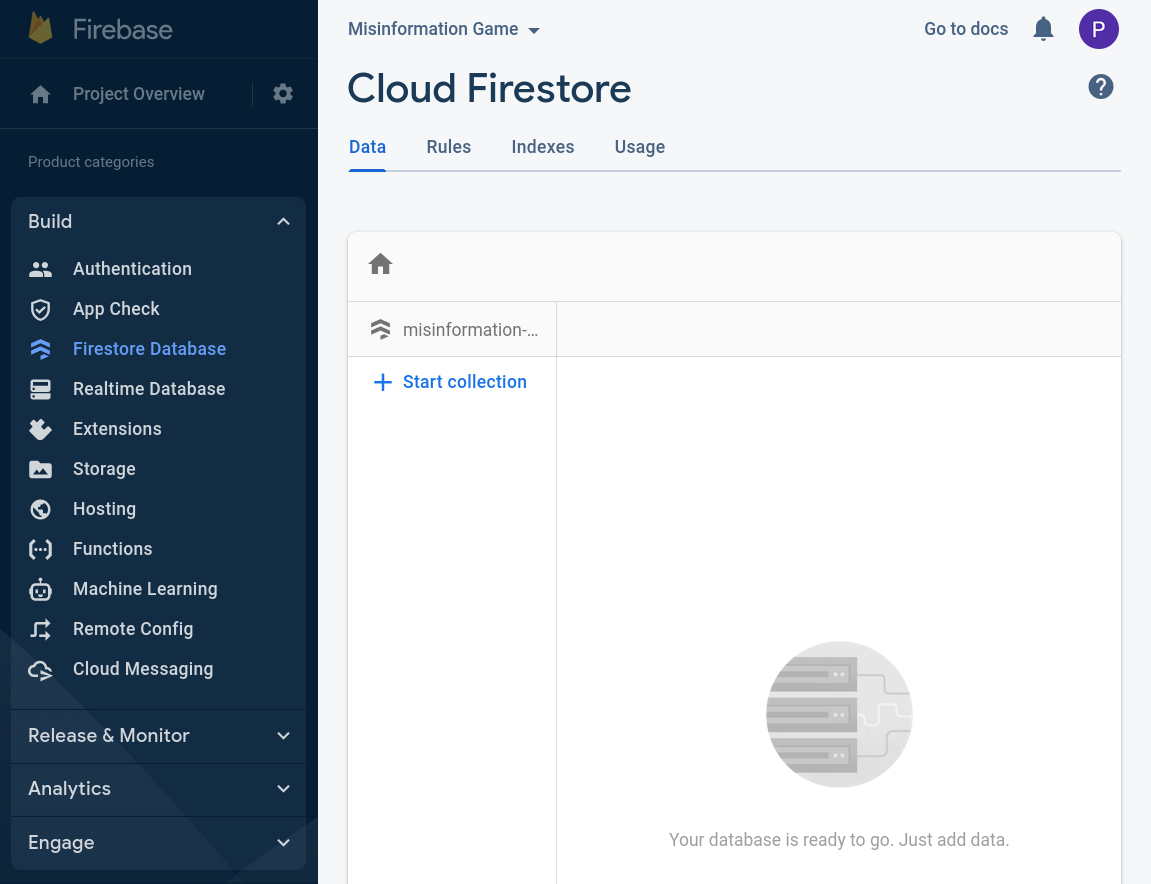 Firebase
Project Overview
Product categories
Build
Authentication
App Check
Firestore Database
Realtime Database
Extensions
Storage
Hosting
Functions
Machine Learning
Remote Config
Cloud Messaging
Release & Monitor
Analytics
Engage
Misinformation Game
Go to docs
P
Cloud Firestore
?
Data Rules Indexes Usage
misinformation-...
+ Start collection
Your database is ready to go. Just add data.